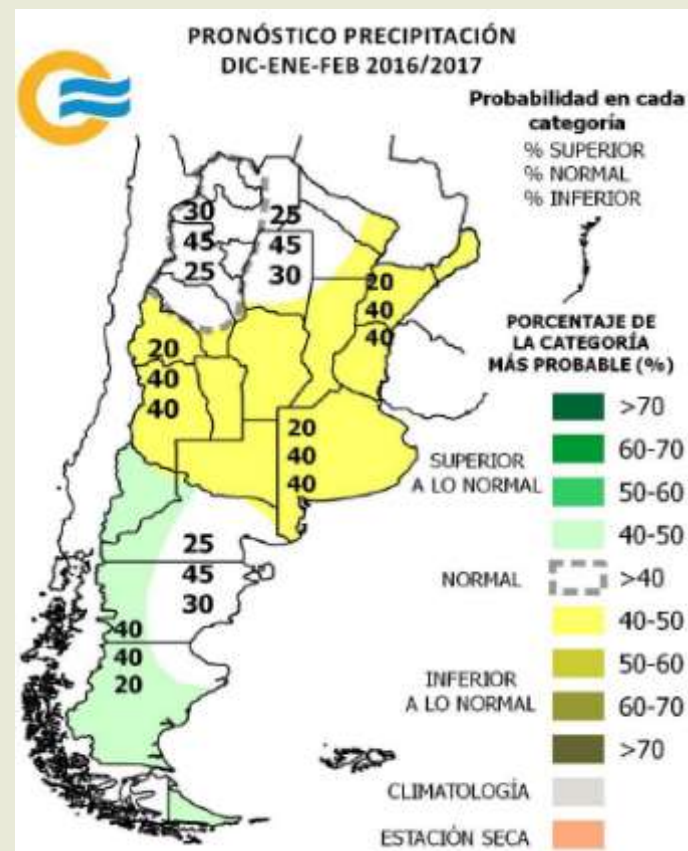 PRONÓSTICO PRECIPITACIÓN
DIC-ENE-FEB 2016/2017
Probabilidad en cada
categoría
% SUPERIOR
% NORMAL
% INFERIOR
30
45
25
25
45
30
20
40
40
20
40
40
20
40
40
25
45
30
40
40
20
PORCENTAJE DE
LA CATEGORÍA
MÁS PROBABLE (%)
SUPERIOR
A LO NORMAL
>70
60-70
50-60
40-50
NORMAL
>40
INFERIOR
A LO NORMAL
40-50
50-60
60-70
>70
CLIMATOLOGÍA
ESTACIÓN SECA